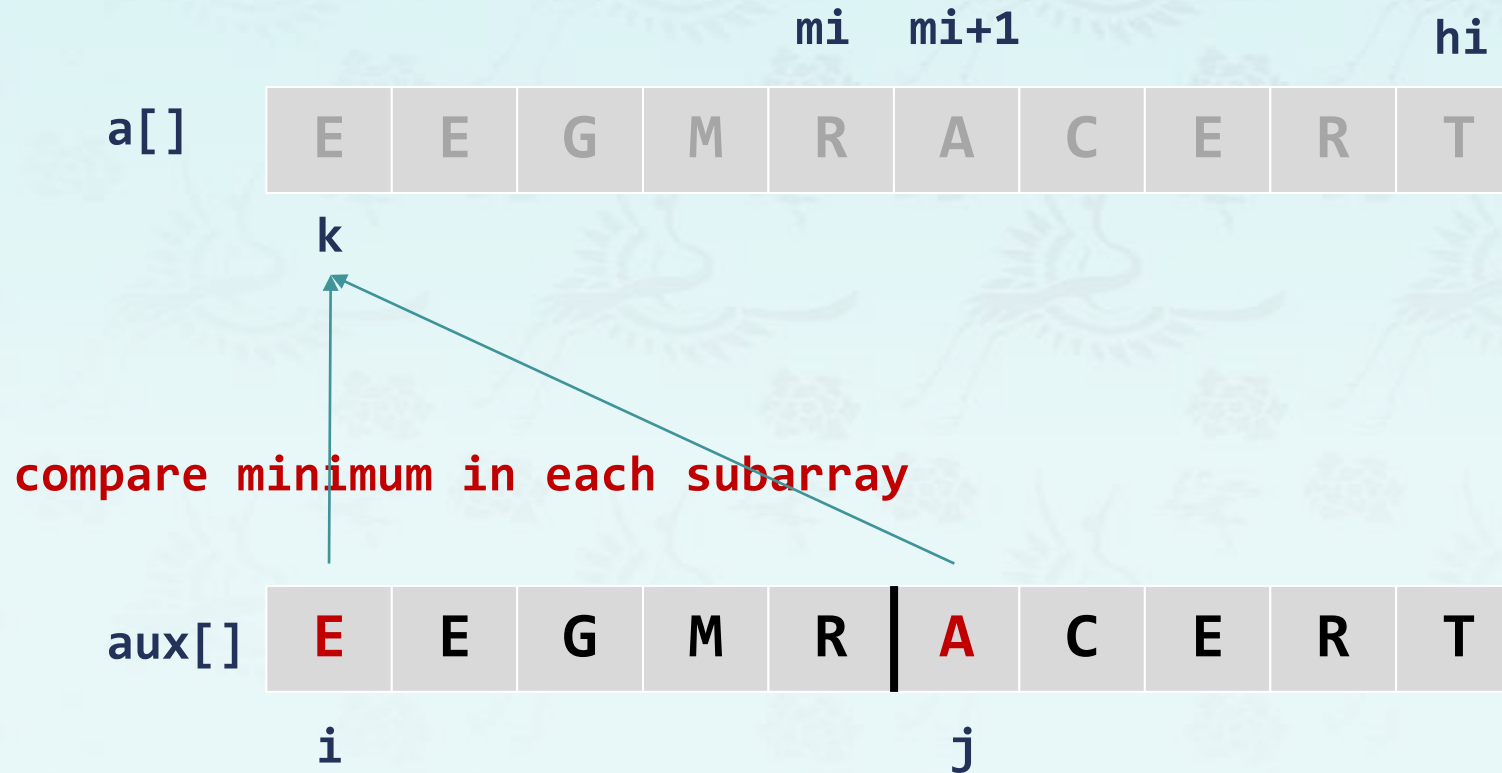 mi mi+1 hi
a[] E E G M R A C E R T
k
compare minimum in each subarray
aux[] E E G M R A C E R T
i j